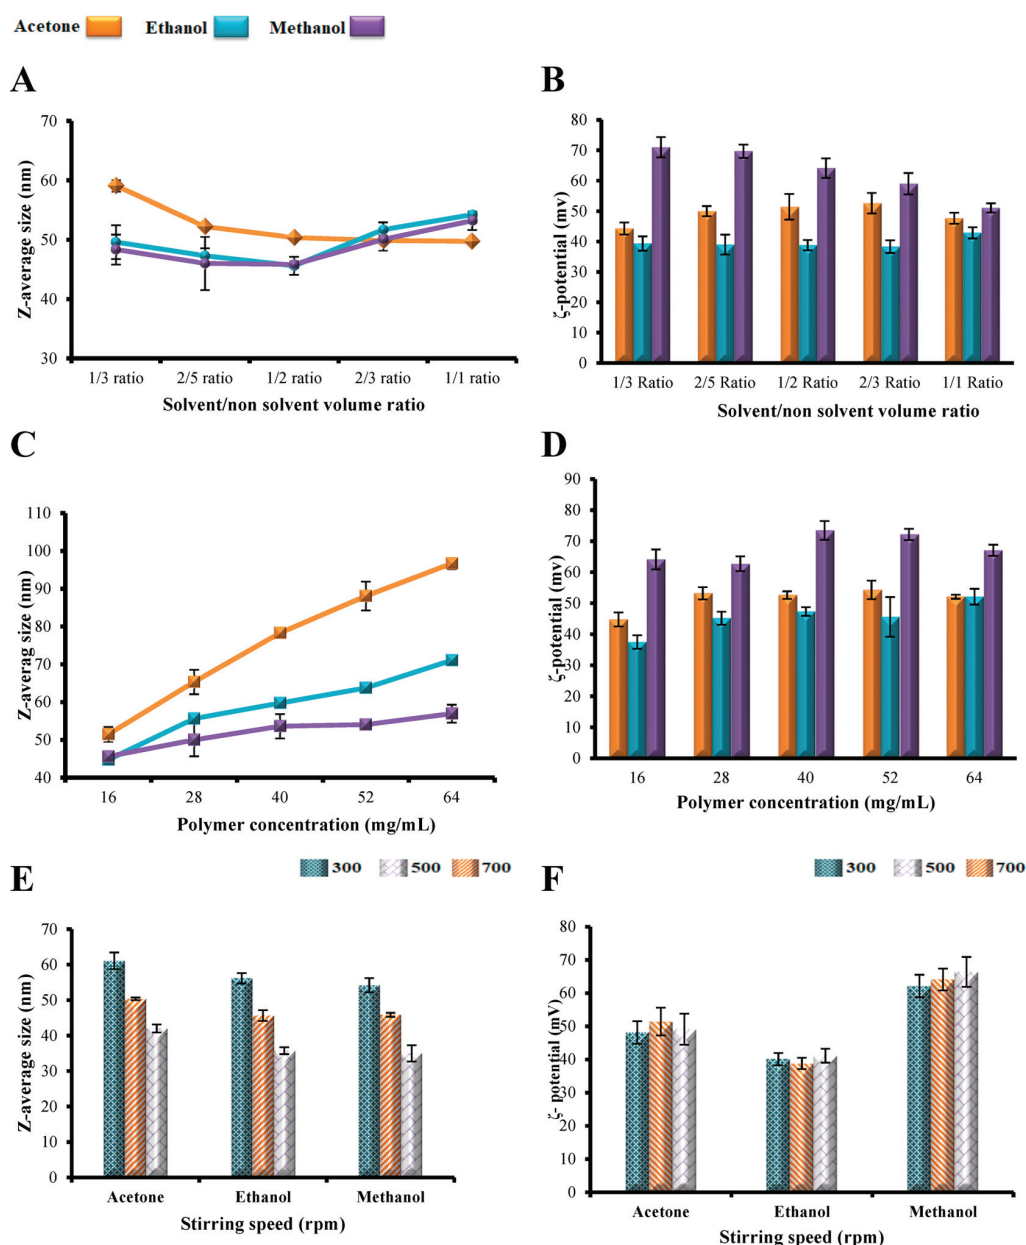 Acetone Ethanol Methanol
A
Z-average size (nm)
70
60
50
40
30
1/3 ratio 2/5 ratio 1/2 ratio 2/3 ratio 1/1 ratio
Solvent/non solvent volume ratio
B
ζ-potential (mv)
80
70
60
50
40
30
20
10
0
1/3 Ratio 2/5 Ratio 1/2 Ratio 2/3 Ratio 1/1 Ratio
Solvent/non solvent volume ratio
C
Z-averag size (nm)
110
100
90
80
70
60
50
40
16 28 40 52 64
Polymer concentration (mg/mL)
D
ζ-potential (mv)
90
80
70
60
50
40
30
20
10
0
16 28 40 52 64
Polymer concentration (mg/mL)
E
300 500 700
Z-average size (nm)
70
60
50
40
30
20
10
0
Acetone Ethanol Methanol
Stirring speed (rpm)
F
300 500 700
ζ- potential (mV)
80
70
60
50
40
30
20
10
0
Acetone Ethanol Methanol
Stirring speed (rpm)